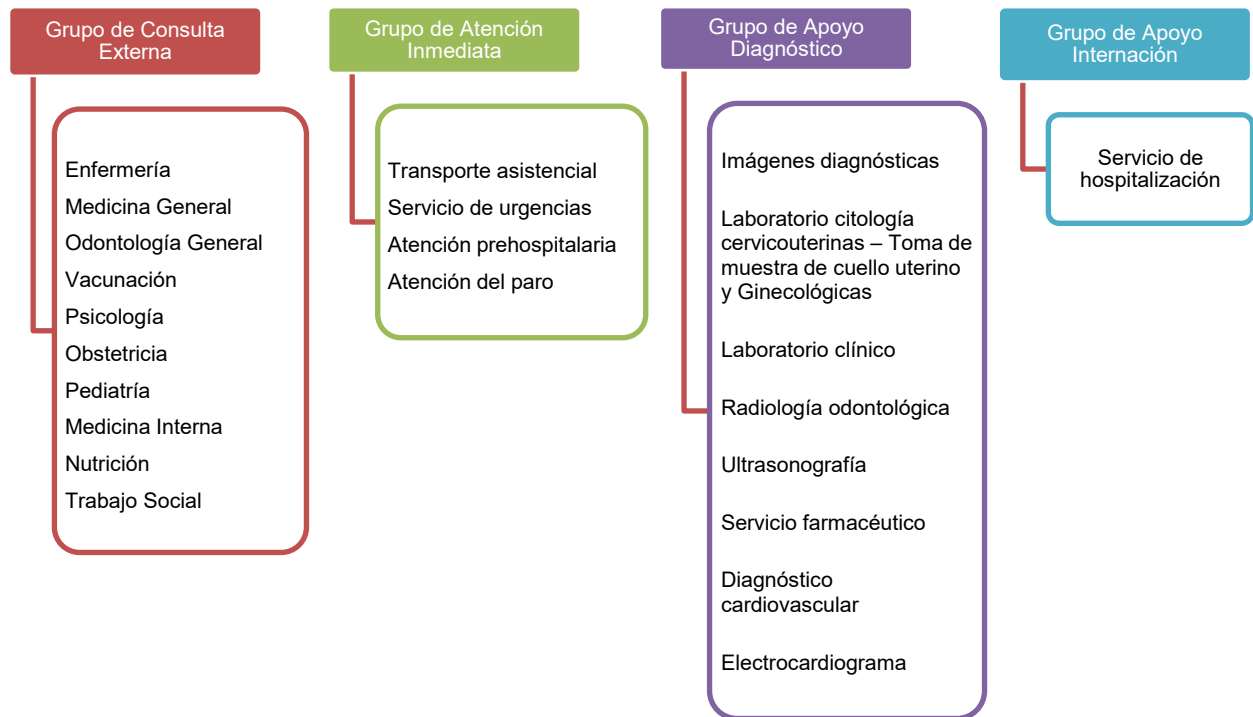 Grupo de Consulta
Externa
Enfermería
Medicina General
Odontología General
Vacunación
Psicología
Obstetricia
Pediatría
Medicina Interna
Nutrición
Trabajo Social
Grupo de Atención
Inmediata
Transporte asistencial
Servicio de urgencias
Atención prehospitalaria
Atención del paro
Grupo de Apoyo
Diagnóstico
Imágenes diagnósticas
Laboratorio citología
cervicouterinas – Toma de
muestra de cuello uterino
y Ginecológicas
Laboratorio clínico
Radiología odontológica
Ultrasonografía
Servicio farmacéutico
Diagnóstico
cardiovascular
Electrocardiograma
Grupo de Apoyo
Internación
Servicio de
hospitalización